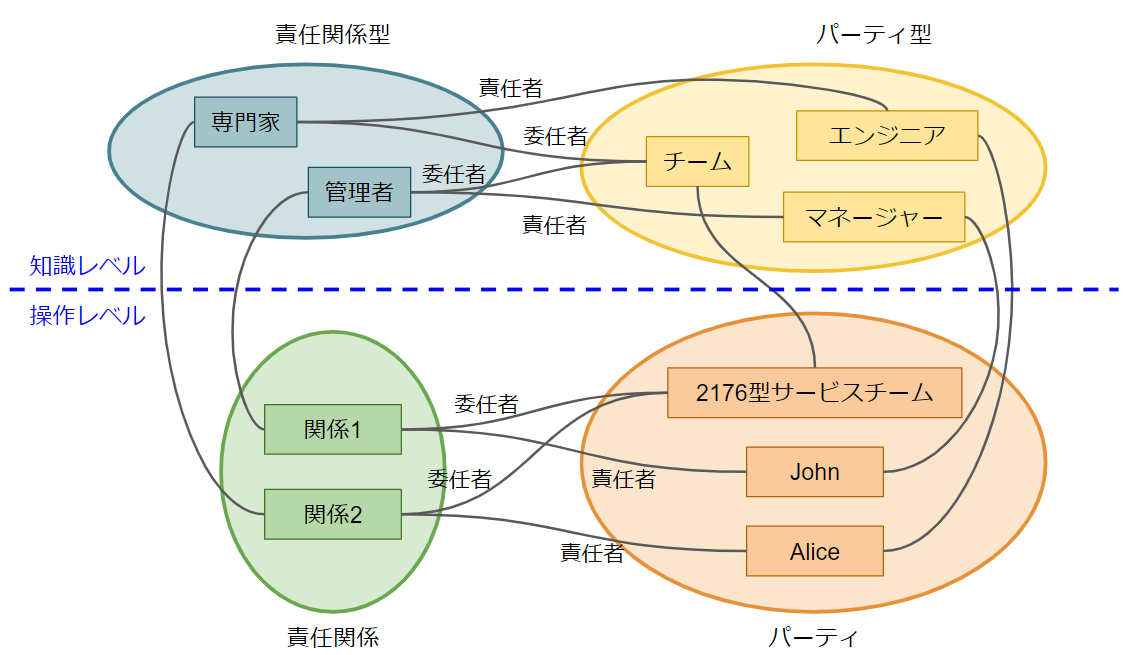 責任関係型
パーティ型
責任者
専門家
エンジニア
委任者
チーム
委任者
管理者
マネージャー
責任者
知識レベル
操作レベル
2176型サービスチーム
委任者
関係1
John
委任者
責任者
関係2
Alice
責任者
責任関係
パーティ